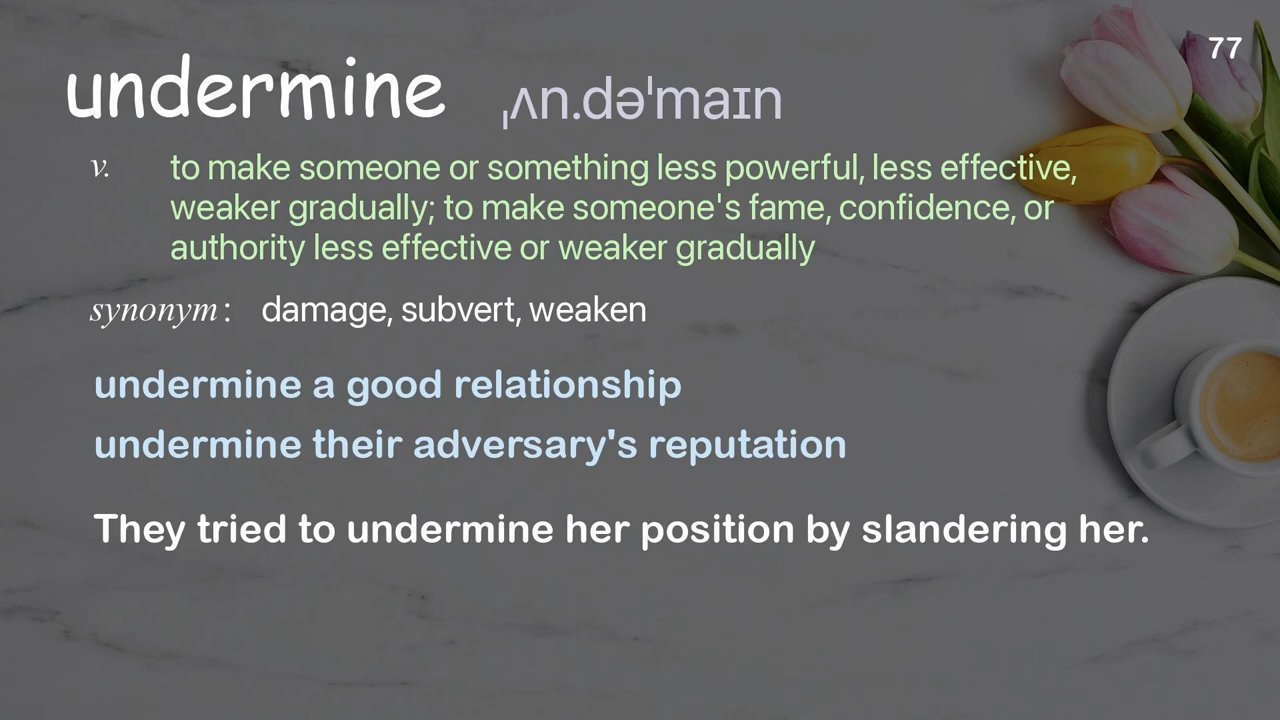 77
undermine ˌʌn.dəˈmaɪn
v. to make someone or something less powerful, less effective,
weaker gradually; to make someone's fame, confidence, or
authority less effective or weaker gradually
synonym: damage, subvert, weaken
undermine a good relationship
undermine their adversary's reputation
They tried to undermine her position by slandering her.